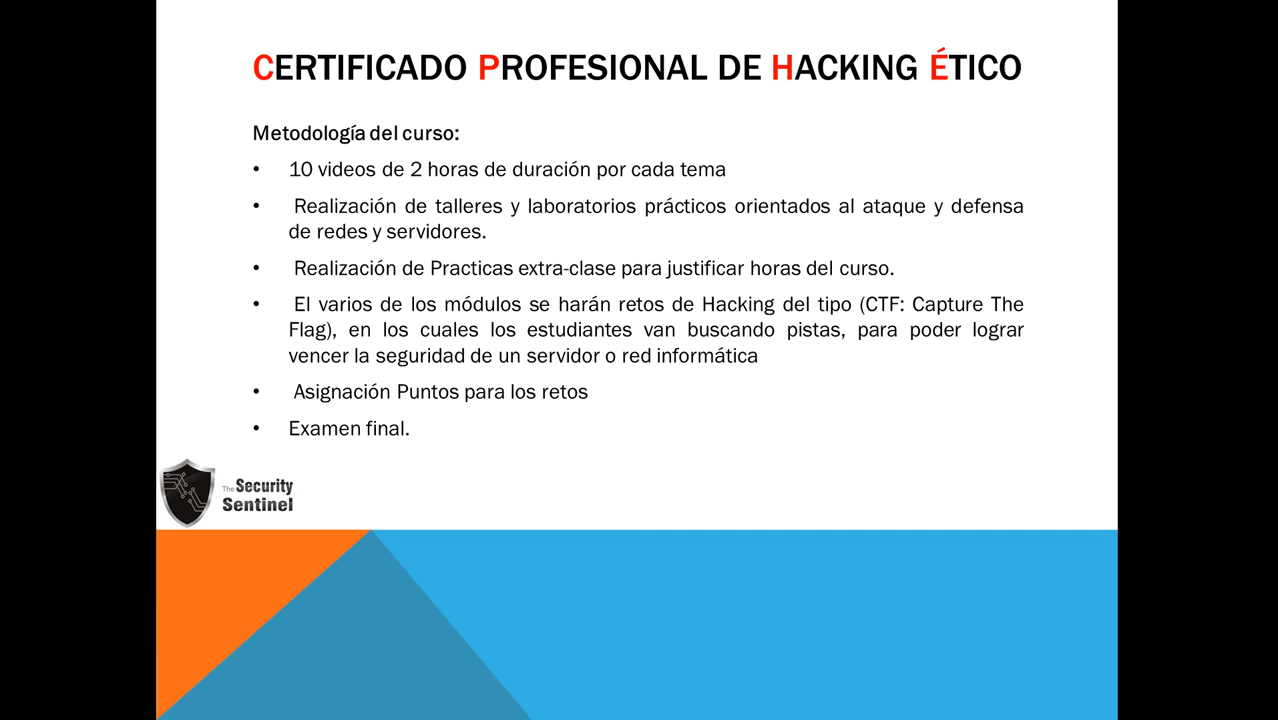 CERTIFICADO PROFESIONAL DE HACKING ÉTICO
Metodología del curso:
• 10 videos de 2 horas de duración por cada tema
• Realización de talleres y laboratorios prácticos orientados al ataque y defensa
de redes y servidores.
• Realización de Practicas extra-clase para justificar horas del curso.
• El varios de los módulos se harán retos de Hacking del tipo (CTF: Capture The
Flag), en los cuales los estudiantes van buscando pistas, para poder lograr
vencer la seguridad de un servidor o red informática
• Asignación Puntos para los retos
• Examen final.
The Security
Sentinel